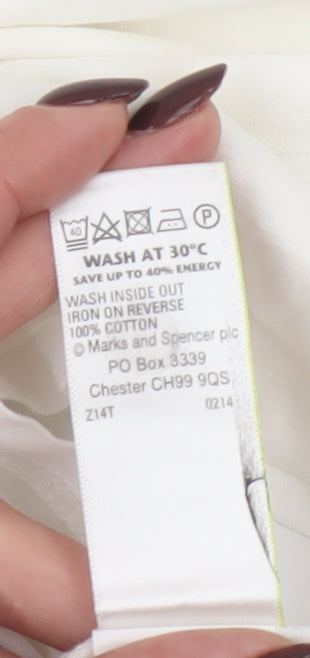 40 P
WASH AT 30°C
SAVE UP TO 40% ENERGY
WASH INSIDE OUT
IRON ON REVERSE
100% COTTON
© Marks and Spencer plc
PO Box 3339
Chester CH99 9QS
Z14T 0214